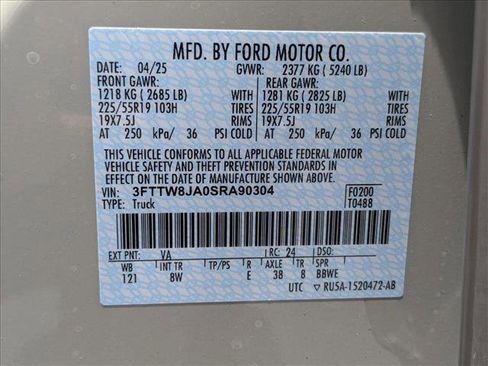 MFD. BY FORD MOTOR CO.
DATE: 04/25 GVWR: 2377 KG ( 5240 LB)
FRONT GAWR: REAR GAWR:
1218 KG ( 2685 LB) WITH 1281 KG ( 2825 LB) WITH
225/55R19 103H TIRES 225/55R19 103H TIRES
19X7.5J RIMS 19X7.5J RIMS
AT 250 kPa/ 36 PSI COLD AT 250 kPa/ 36 PSI COLD
THIS VEHICLE CONFORMS TO ALL APPLICABLE FEDERAL MOTOR
VEHICLE SAFETY AND THEFT PREVENTION STANDARDS IN
EFFECT ON THE DATE OF MANUFACTURE SHOWN ABOVE.
VIN: 3FTTW8JA0SRA90304 F0200
TYPE: Truck T0488
EXT PNT: VA RC: 24 DSO:
WB INT TR TP/PS R AXLE TR SPR
121 8W E 38 8 BBWE
UTC ▽ RU5A-1520472-AB